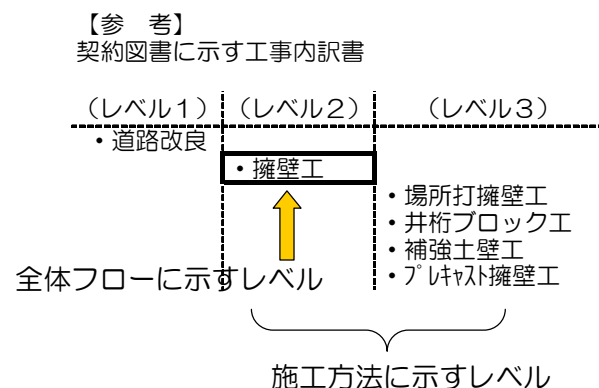 【参　考】
契約図書に示す工事内訳書
（レベル１）（レベル２）（レベル３）
・道路改良
・擁壁工
・場所打擁壁工
・井桁ブロック工
・補強土壁工
・ﾌﾟﾚｷｬｽﾄ擁壁工
全体フローに示すレベル
施工方法に示すレベル